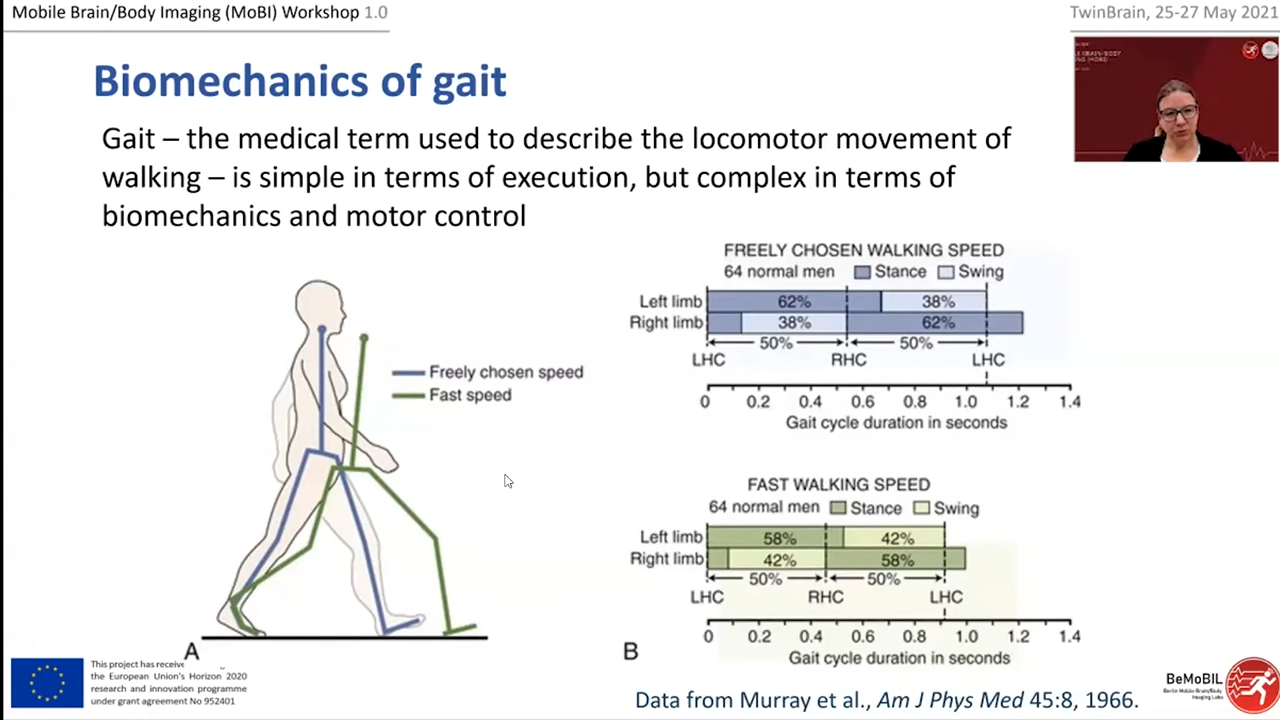 Mobile Brain/Body Imaging (MoBI) Workshop 1.0
TwinBrain, 25-27 May 2021
Biomechanics of gait
Gait – the medical term used to describe the locomotor movement of
walking – is simple in terms of execution, but complex in terms of
biomechanics and motor control
Freely chosen speed
Fast speed
A
FREELY CHOSEN WALKING SPEED
64 normal men Stance Swing
Left limb 62% 38%
Right limb 38% 62%
50% 50%
LHC RHC LHC
0 0.2 0.4 0.6 0.8 1.0 1.2 1.4
Gait cycle duration in seconds
FAST WALKING SPEED
64 normal men Stance Swing
Left limb 58% 42%
Right limb 42% 58%
50% 50%
LHC RHC LHC
0 0.2 0.4 0.6 0.8 1.0 1.2 1.4
B
Gait cycle duration in seconds
This project has receive
the European Union's Horizon 2020
research and innovation programme
under grant agreement No 952401
Data from Murray et al., Am J Phys Med 45:8, 1966.
BeMoBIL
Berlin Mobile Brain/Body
Imaging Labs